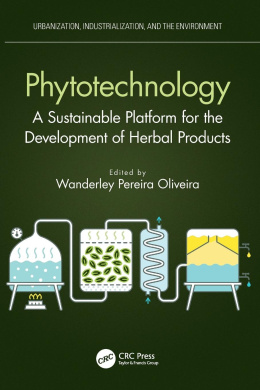 URBANIZATION, INDUSTRIALIZATION, AND THE ENVIRONMENT
Phytotechnology
A Sustainable Platform for the
Development of Herbal Products
Edited by
Wanderley Pereira Oliveira
CRC
CRC Press
Taylor & Francis Group